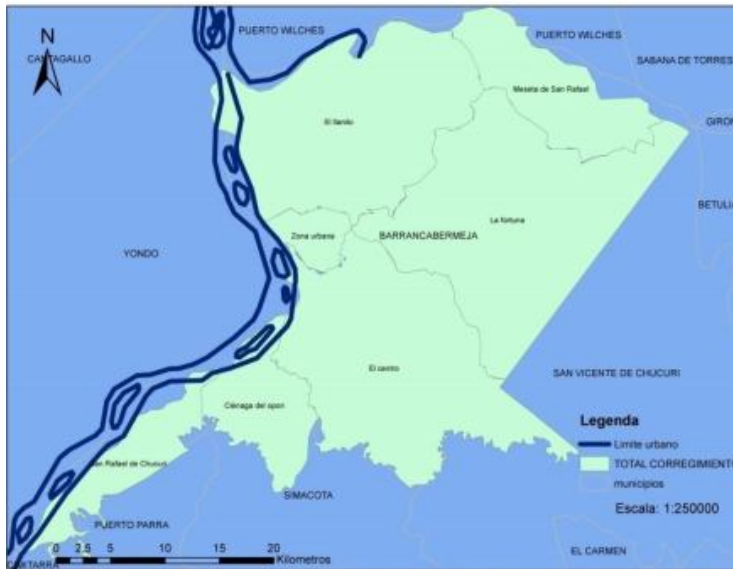 N
PUERTO WILCHES
PUERTO WILCHES
CANTAGALLO
SABANA DE TORRES
Meseta de San Rafael
El llanito
GIRON
BETULIA
La fortuna
Zona urbana
BARRANCABERMEJA
YONDO
El centro
SAN VICENTE DE CHUCURI
Ciénaga del opon
Legenda
Limite urbano
San Rafael de Chucuri
TOTAL CORREGIMIENTO
municipios
SIMACOTA
Escala: 1:250000
PUERTO PARRA
EL CARMEN
0 2.5 5 10 15 20
Kilometros